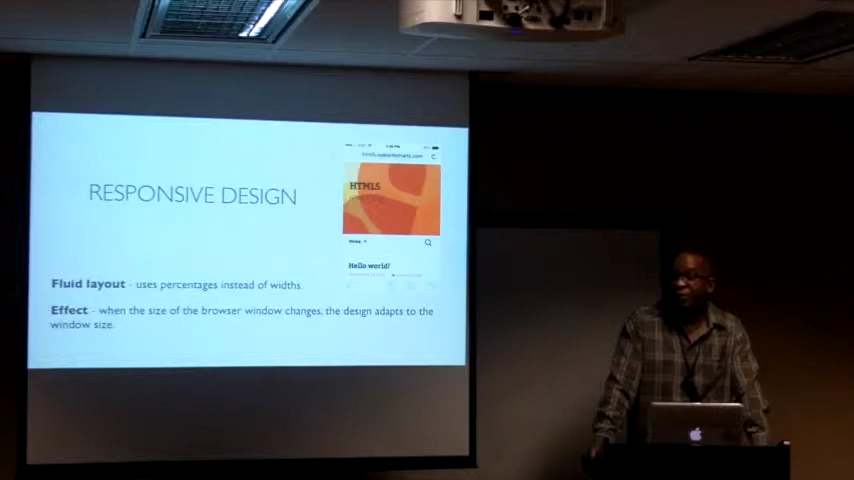 RESPONSIVE DESIGN
HTML5
Hello world!
Fluid layout - uses percentages instead of widths.
Effect - when the size of the browser window changes, the design adapts to the
window size.